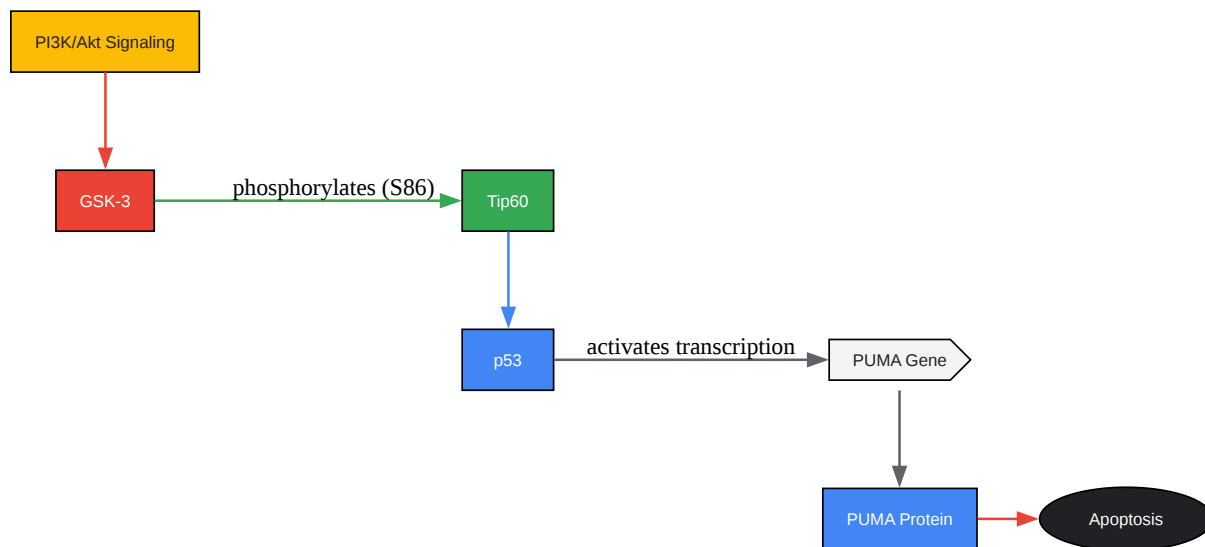 PI3K/Akt Signaling
GSK-3
phosphorylates (S86)
Tip60
p53
activates transcription
PUMA Gene
PUMA Protein
Apoptosis